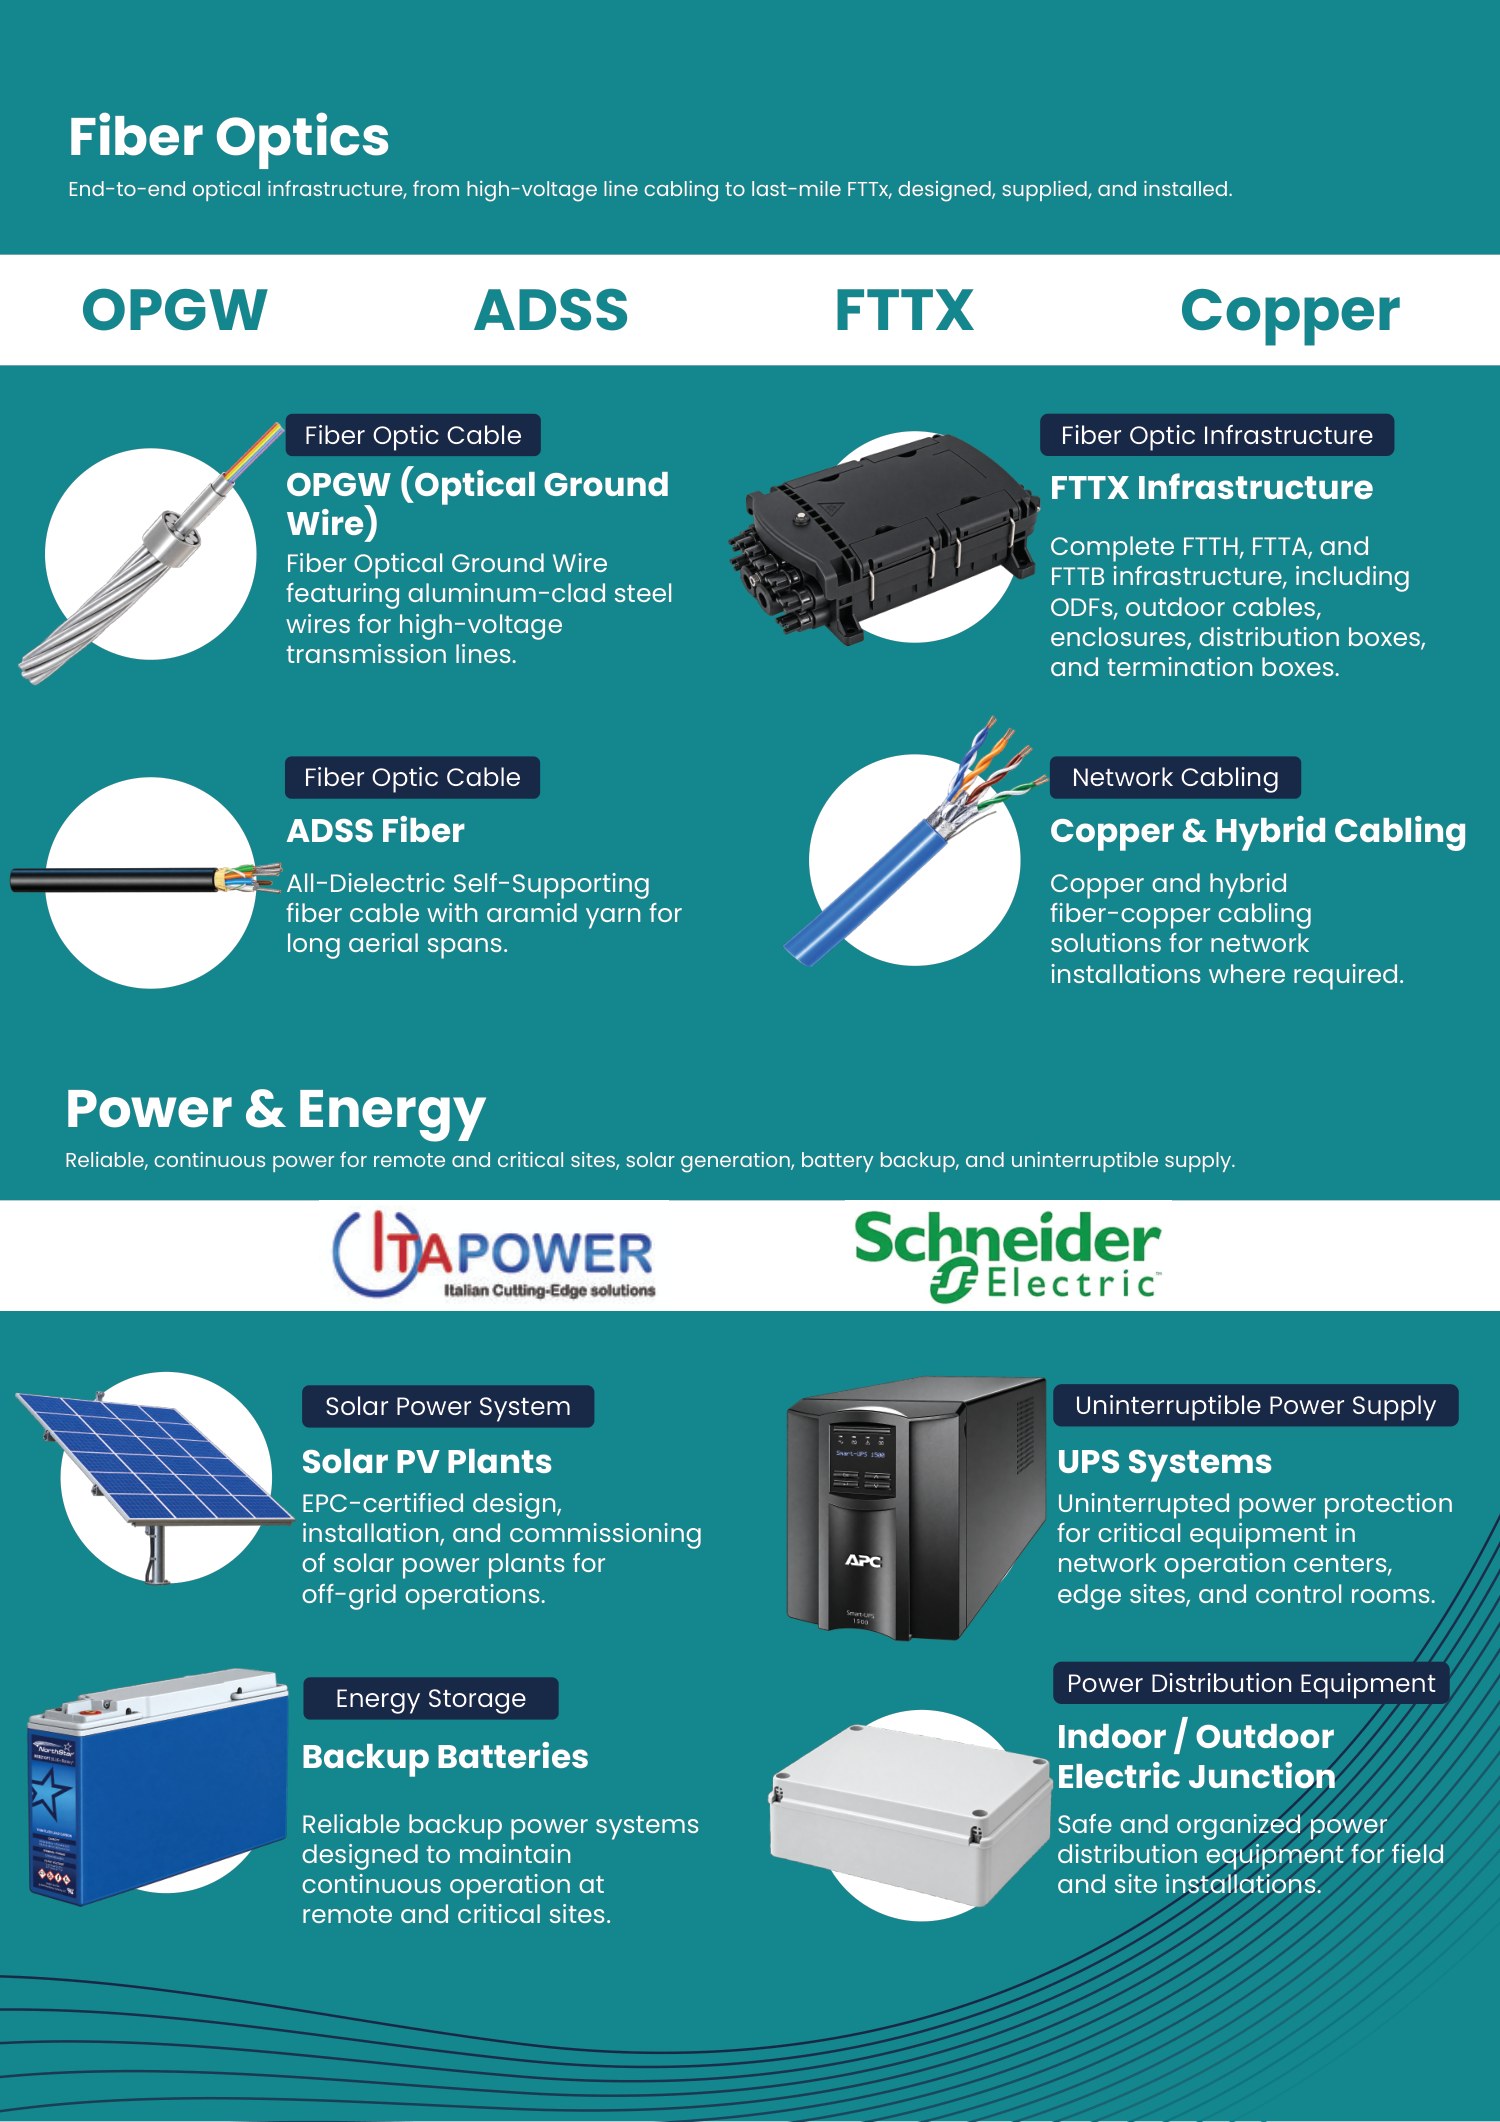 Fiber Optics
End-to-end optical infrastructure, from high-voltage line cabling to last-mile FTTx, designed, supplied, and installed.
OPGW
ADSS
FTTX
Copper
Fiber Optic Cable
OPGW (Optical Ground
Wire)
Fiber Optical Ground Wire
featuring aluminum-clad steel
wires for high-voltage
transmission lines.
Fiber Optic Infrastructure
FTTX Infrastructure
Complete FTTH, FTTA, and
FTTB infrastructure, including
ODFs, outdoor cables,
enclosures, distribution boxes,
and termination boxes.
Fiber Optic Cable
ADSS Fiber
All-Dielectric Self-Supporting
fiber cable with aramid yarn for
long aerial spans.
Network Cabling
Copper & Hybrid Cabling
Copper and hybrid
fiber-copper cabling
solutions for network
installations where required.
Power & Energy
Reliable, continuous power for remote and critical sites, solar generation, battery backup, and uninterruptible supply.
ITAPOWER
Italian Cutting-Edge solutions
Schneider
Electric
Solar Power System
Solar PV Plants
EPC-certified design,
installation, and commissioning
of solar power plants for
off-grid operations.
Smart-UPS 1500
APC
Smart-UPS
1500
Uninterruptible Power Supply
UPS Systems
Uninterrupted power protection
for critical equipment in
network operation centers,
edge sites, and control rooms.
NorthStar
Energy Storage
Backup Batteries
Reliable backup power systems
designed to maintain
continuous operation at
remote and critical sites.
Power Distribution Equipment
Indoor / Outdoor
Electric Junction
Safe and organized power
distribution equipment for field
and site installations.